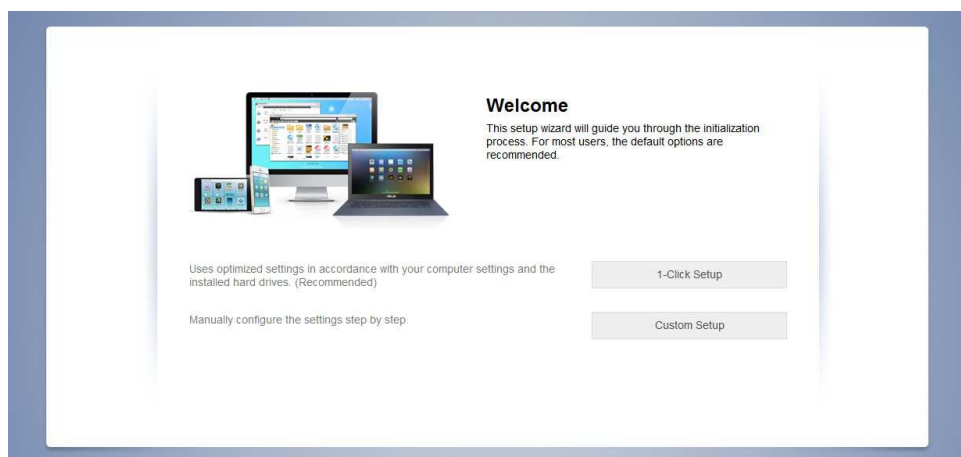 Welcome
This setup wizard will guide you through the initialization
process. For most users, the default options are
recommended.
Uses optimized settings in accordance with your computer settings and the
installed hard drives. (Recommended)
1-Click Setup
Manually configure the settings step by step.
Custom Setup